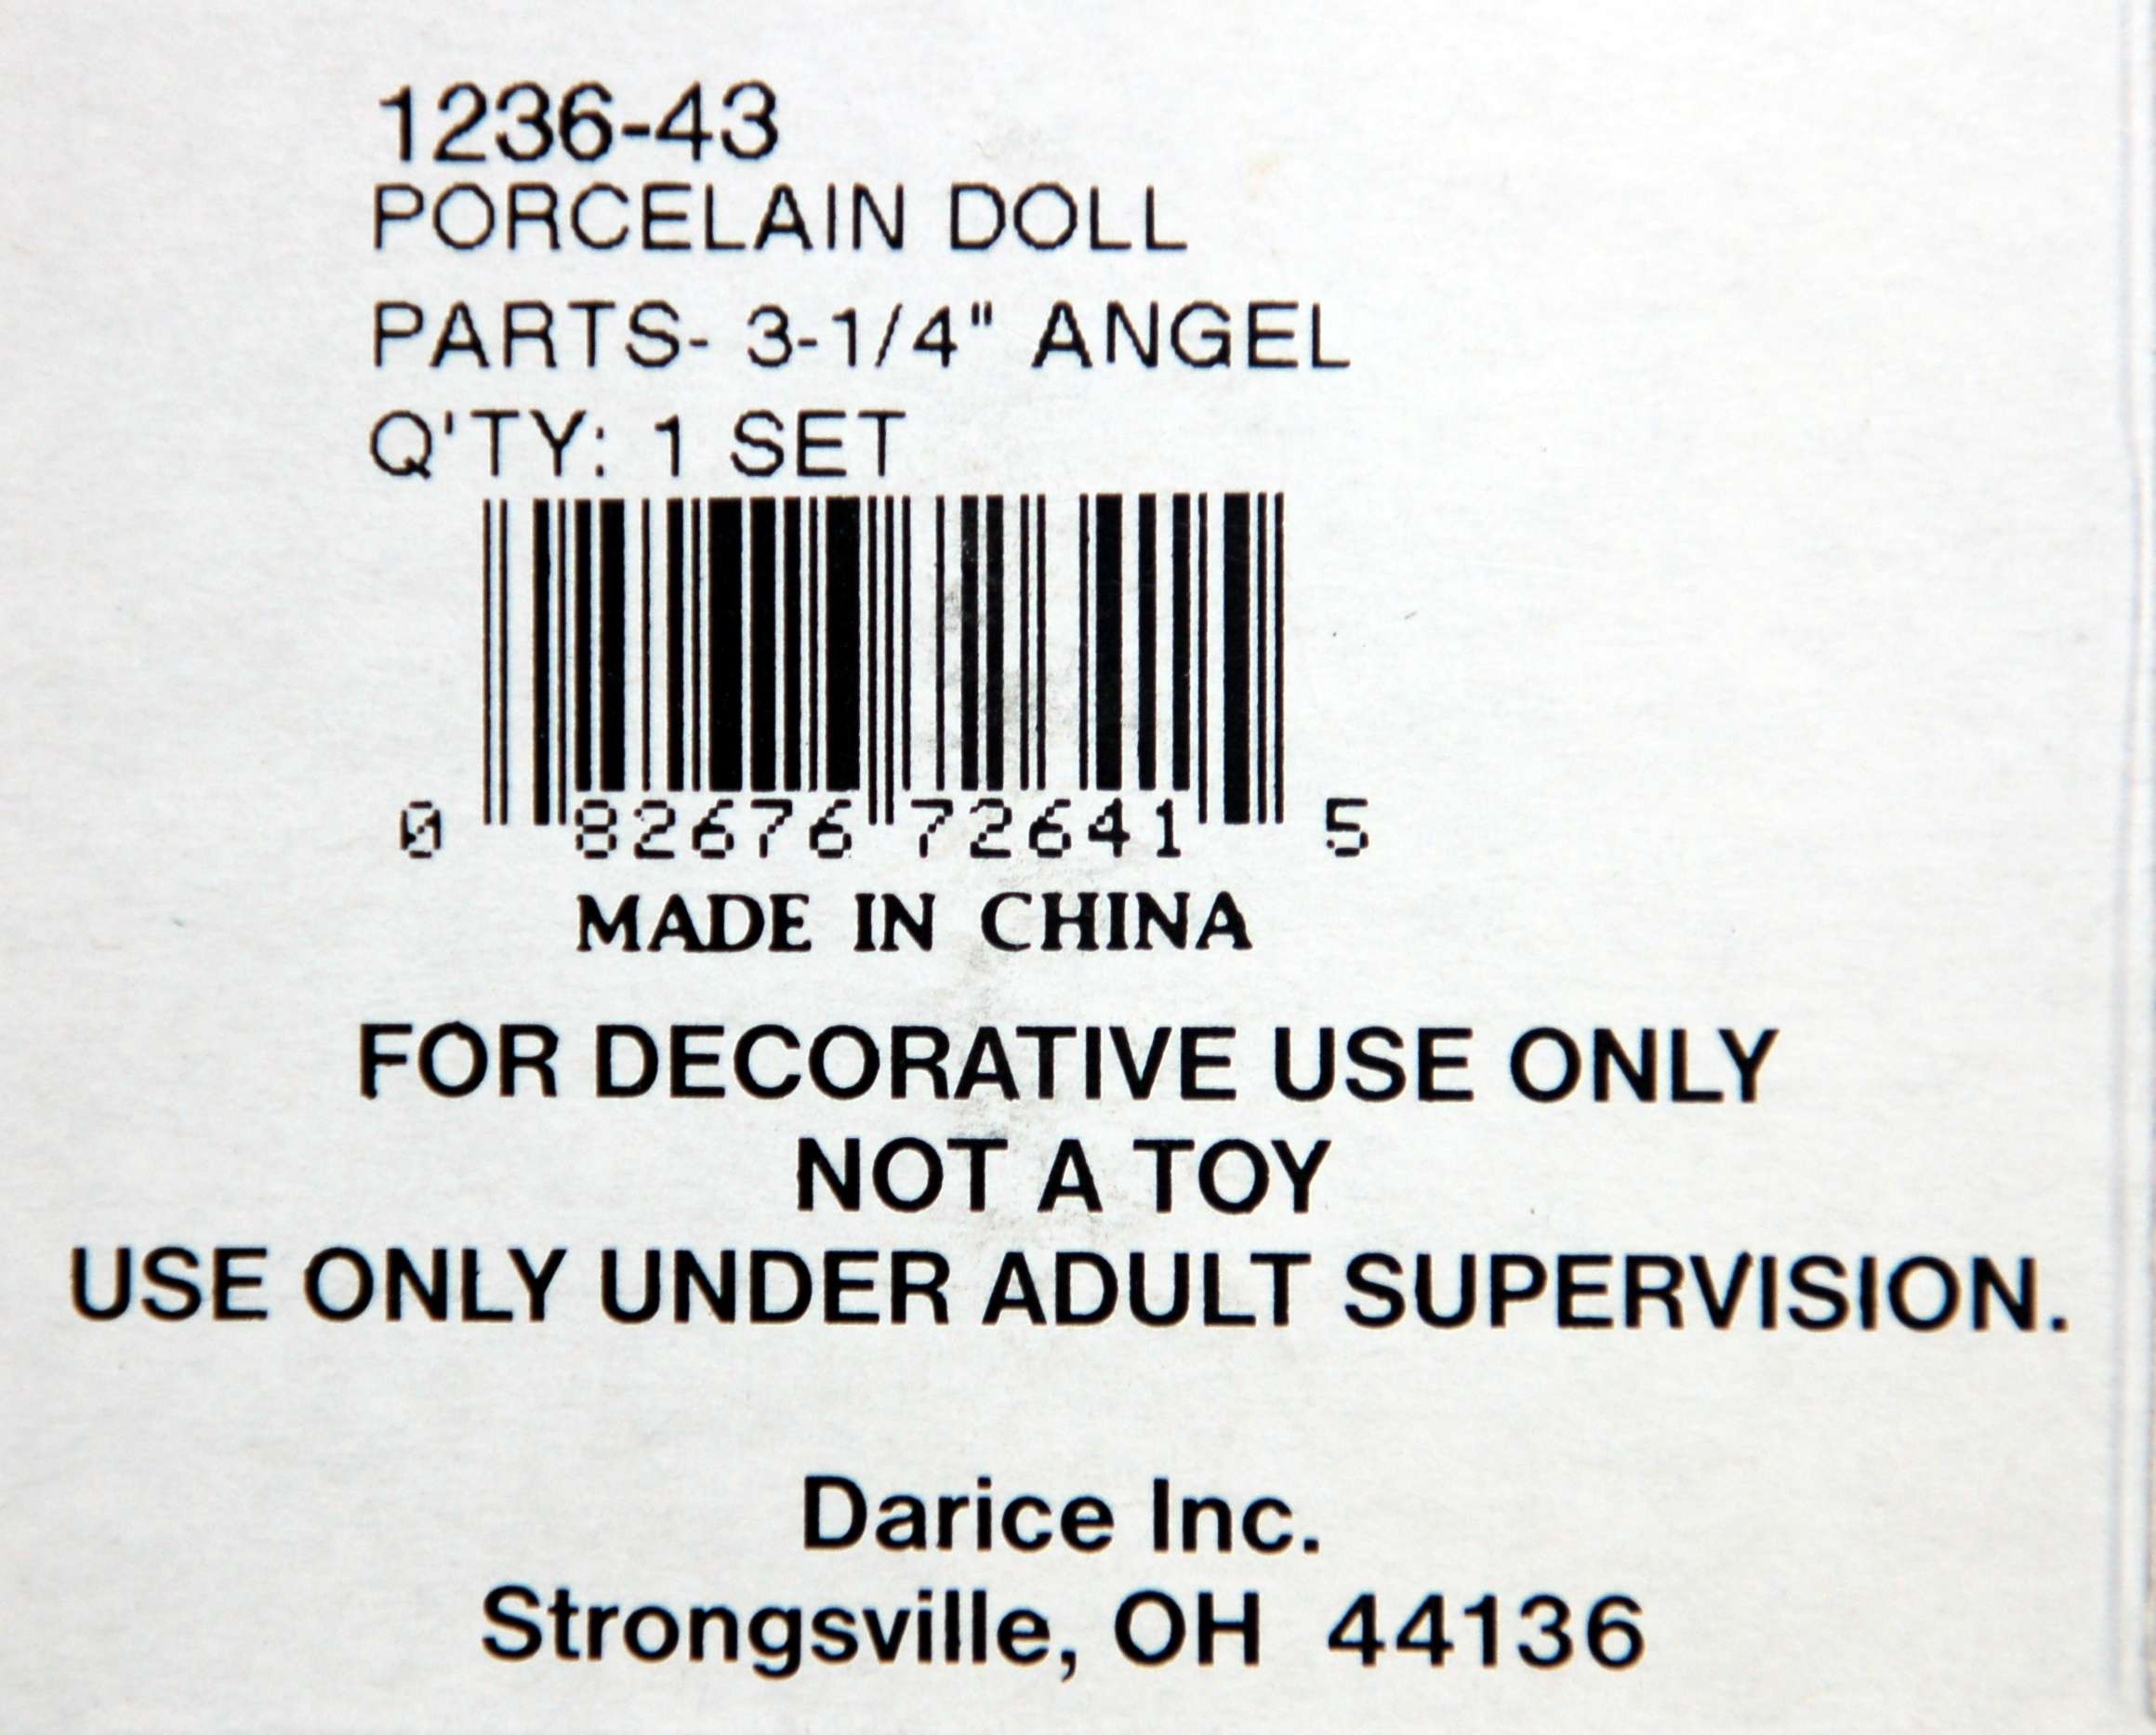 1236-43
PORCELAIN DOLL
PARTS- 3-1/4" ANGEL
Q'TY: 1 SET
0 82676 72641 5
MADE IN CHINA
FOR DECORATIVE USE ONLY
NOT A TOY
USE ONLY UNDER ADULT SUPERVISION.
Darice Inc.
Strongsville, OH 44136